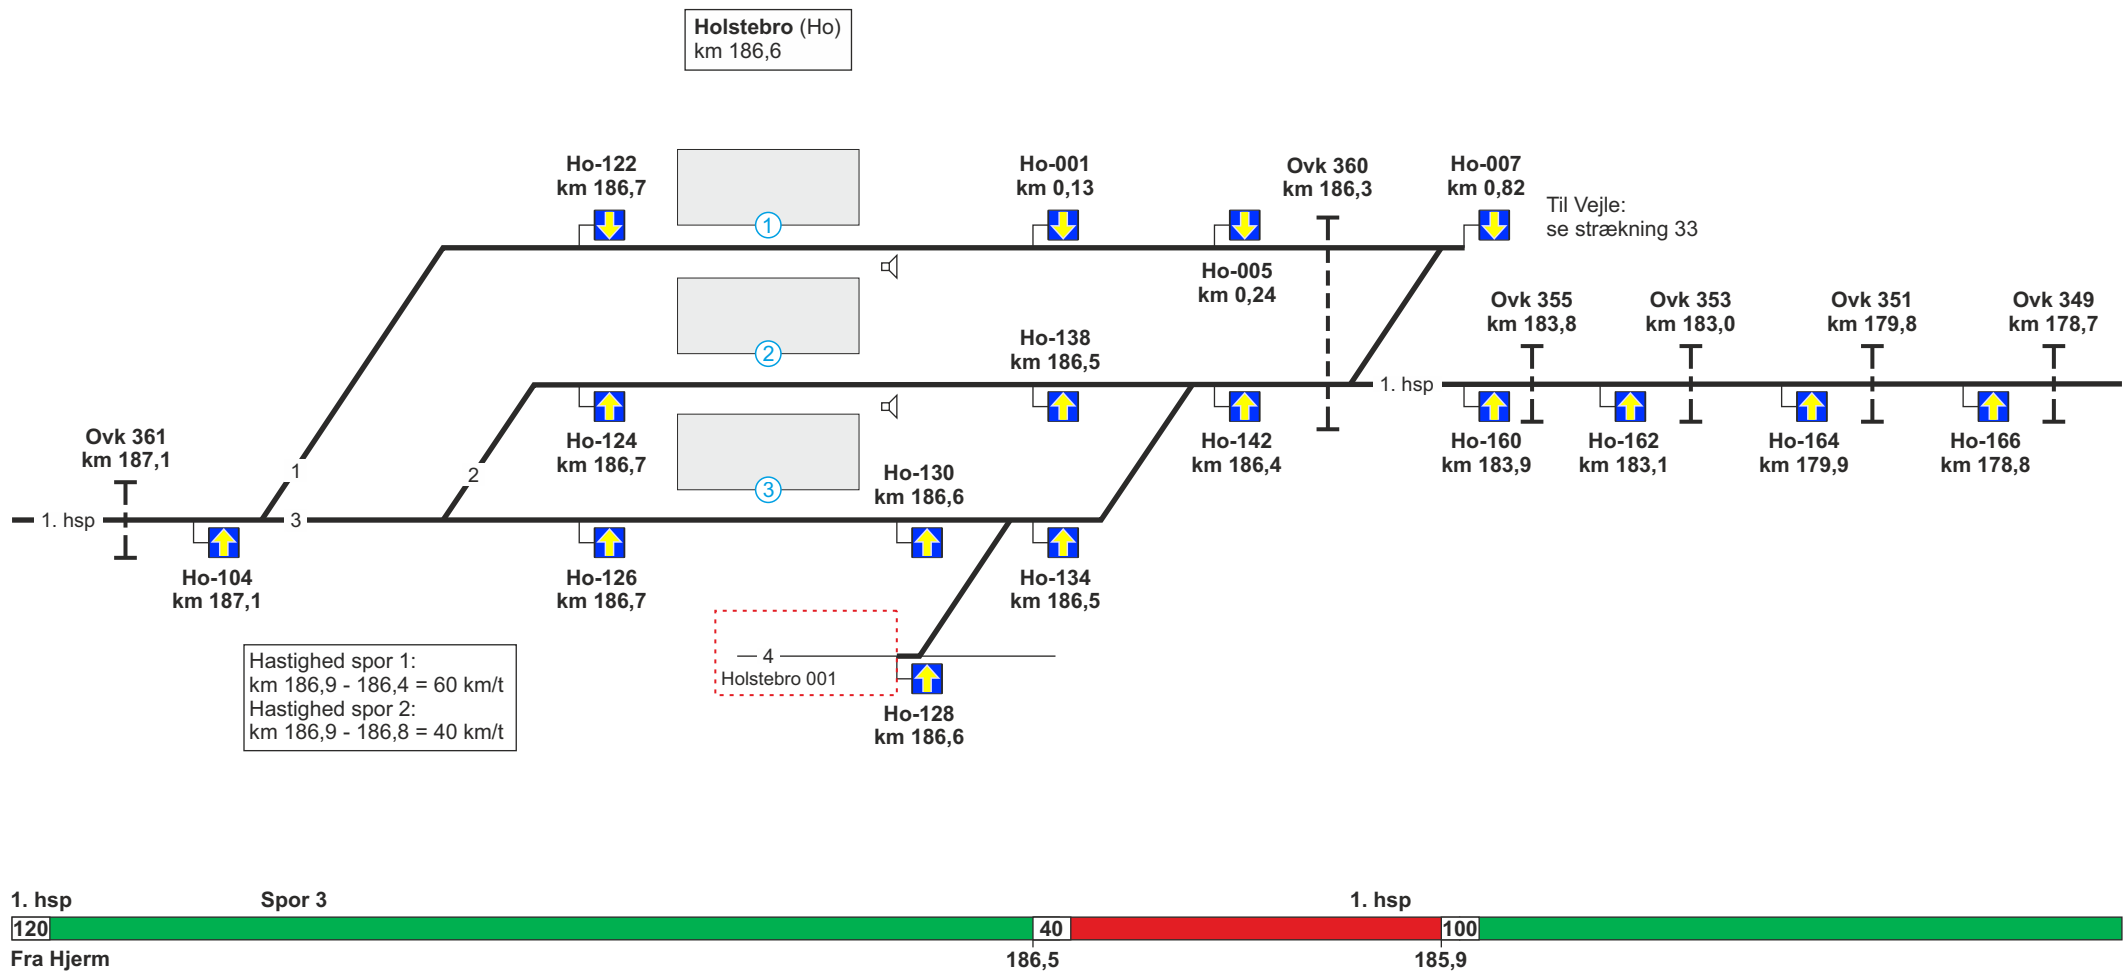 Holstebro (Ho)
km 186,6
Ho-122
km 186,7
1
Ho-001
km 0,13
Ovk 360
km 186,3
Ho-007
km 0,82
Til Vejle:
se strækning 33
Ho-005
km 0,24
2
Ho-138
km 186,5
1. hsp
Ovk 355
km 183,8
Ovk 353
km 183,0
Ovk 351
km 179,8
Ovk 349
km 178,7
Ho-124
km 186,7
Ho-142
km 186,4
Ho-160
km 183,9
Ho-162
km 183,1
Ho-164
km 179,9
Ho-166
km 178,8
Ovk 361
km 187,1
1
2
3
Ho-130
km 186,6
1. hsp
3
Ho-104
km 187,1
Ho-126
km 186,7
Ho-134
km 186,5
4
Holstebro 001
Ho-128
km 186,6
Hastighed spor 1:
km 186,9 - 186,4 = 60 km/t
Hastighed spor 2:
km 186,9 - 186,8 = 40 km/t
1. hsp
Spor 3
1. hsp
120
40
100
Fra Hjerm
186,5
185,9